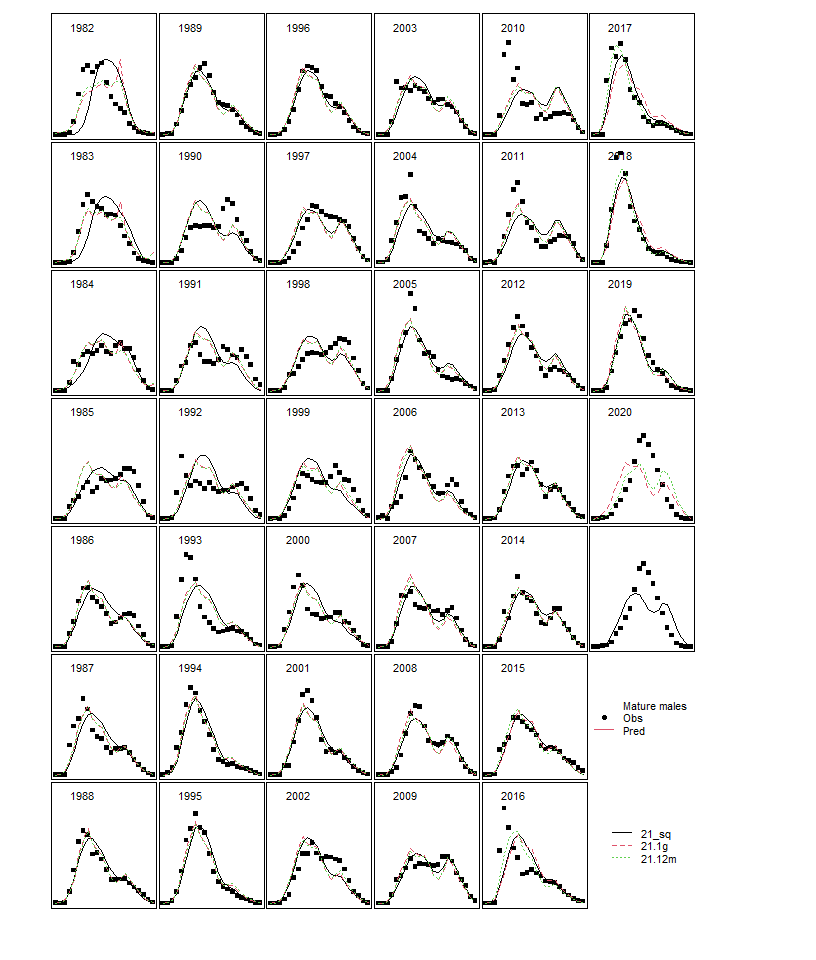 1982 1989 1996 2003 2010 2017
1983 1990 1997 2004 2011 2018
1984 1991 1998 2005 2012 2019
1985 1992 1999 2006 2013 2020
1986 1993 2000 2007 2014
1987 1994 2001 2008 2015
Mature males
Obs
Pred
1988 1995 2002 2009 2016
21_sq
21.1g
21.12m